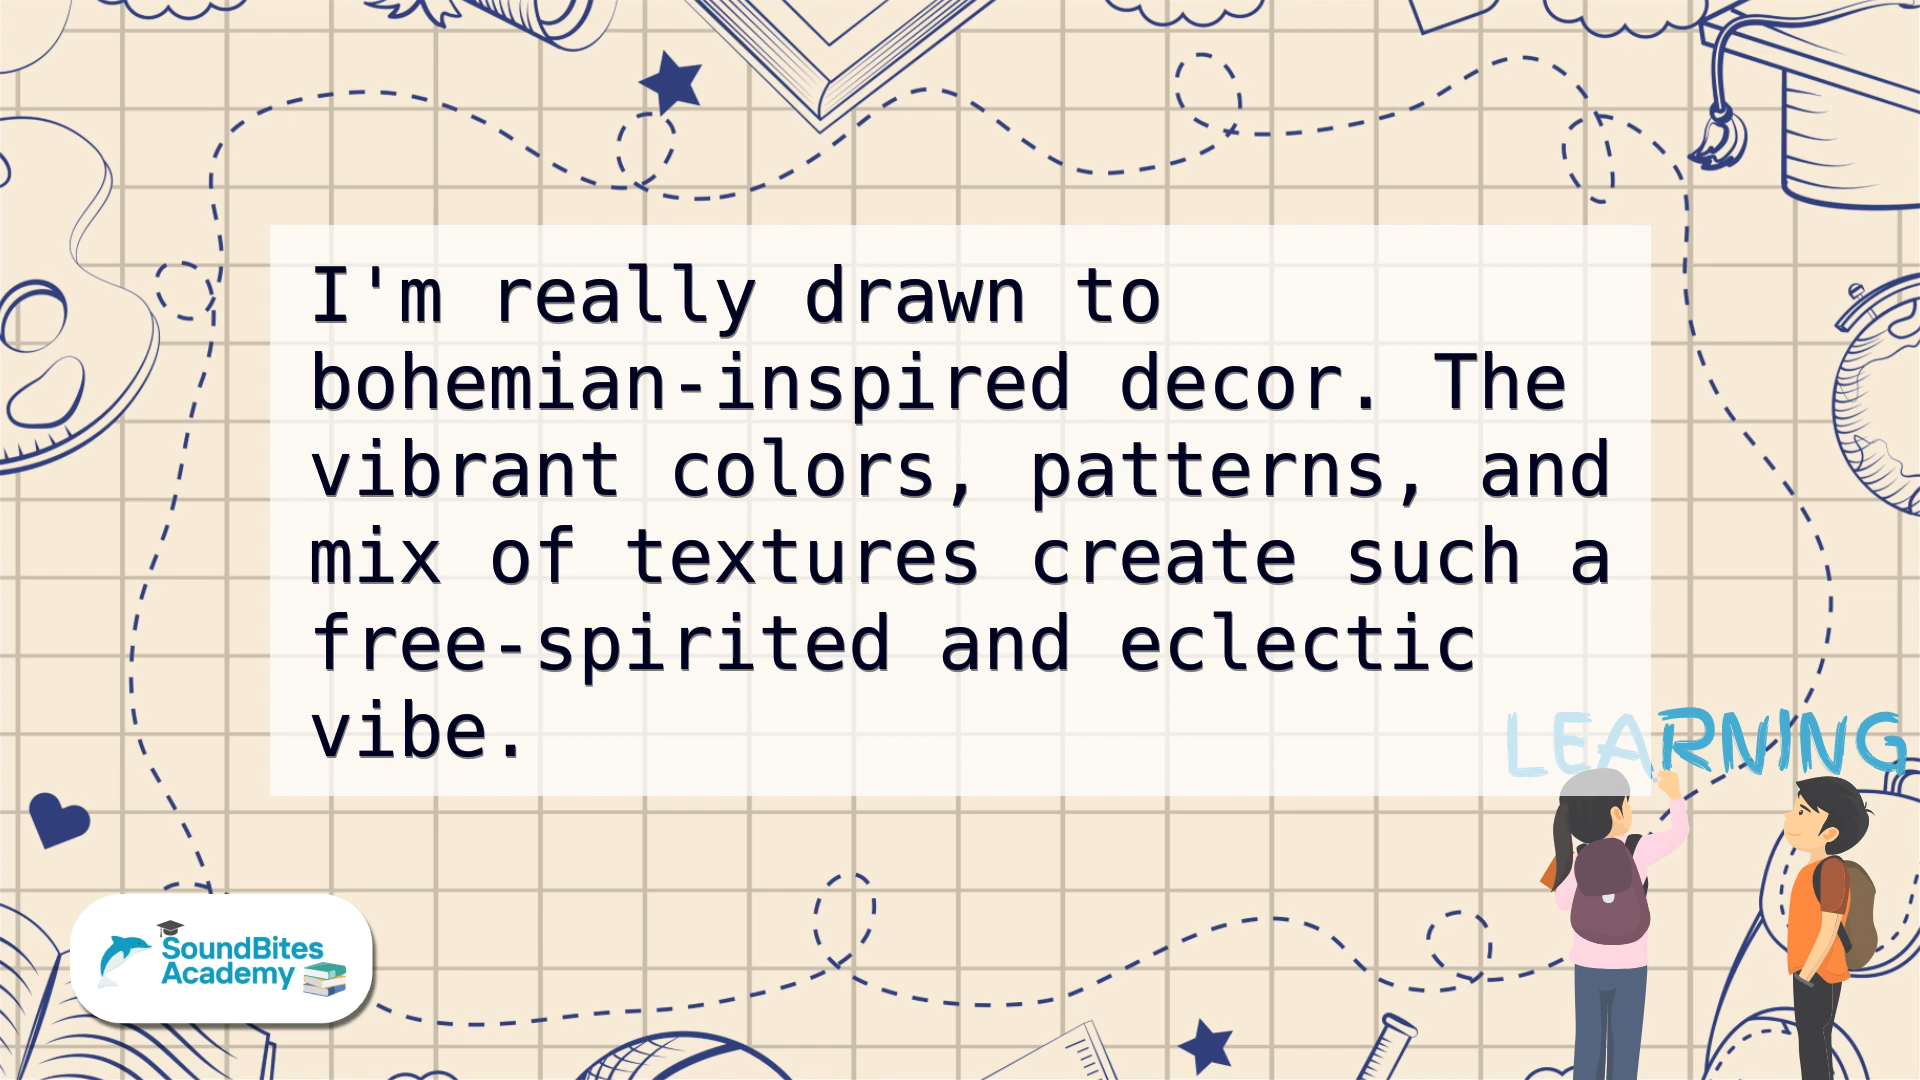 I'm really drawn to
bohemian-inspired decor. The
vibrant colors, patterns, and
mix of textures create such a
free-spirited and eclectic
vibe.
LEARNING
SoundBites
Academy